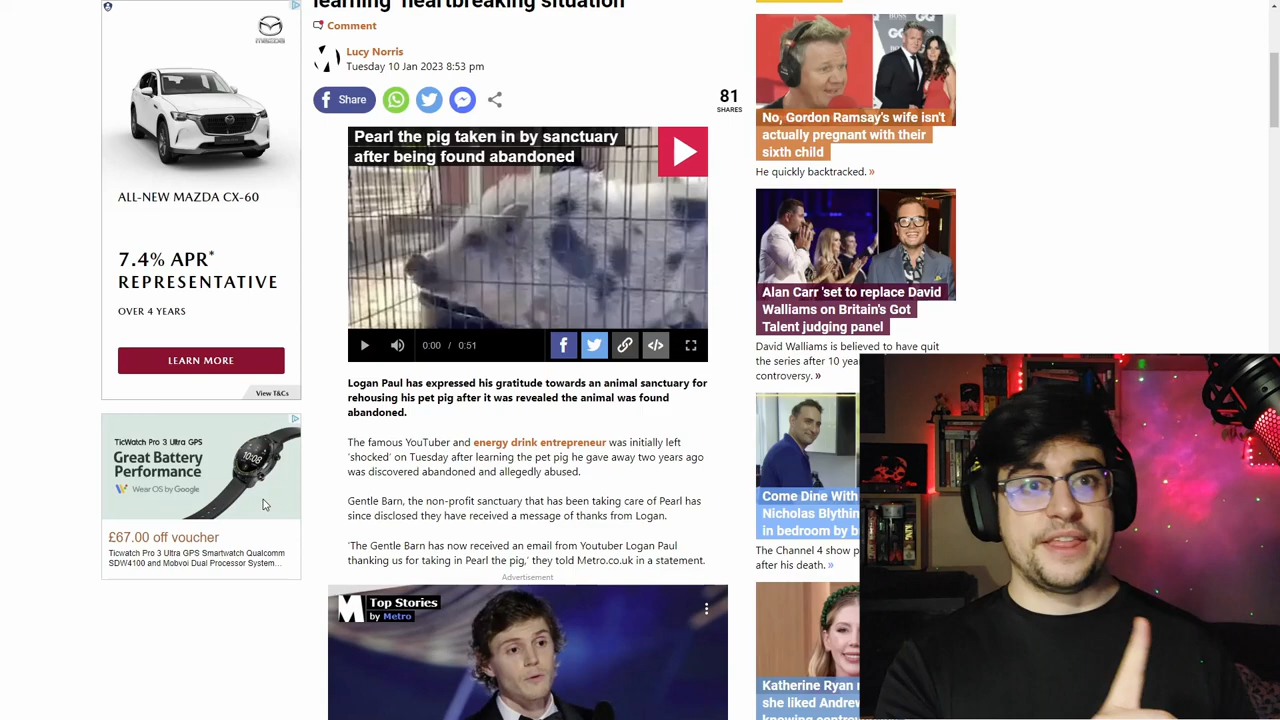 learning 'heartbreaking situation'
Comment
Lucy Norris
Tuesday 10 Jan 2023 8:53 pm
Share
81
SHARES
Pearl the pig taken in by sanctuary
after being found abandoned
0:00 / 0:51
Logan Paul has expressed his gratitude towards an animal sanctuary for
rehousing his pet pig after it was revealed the animal was found
abandoned.
The famous YouTuber and energy drink entrepreneur was initially left
'shocked' on Tuesday after learning the pet pig he gave away two years ago
was discovered abandoned and allegedly abused.
Gentle Barn, the non-profit sanctuary that has been taking care of Pearl has
since disclosed they have received a message of thanks from Logan.
'The Gentle Barn has now received an email from Youtuber Logan Paul
thanking us for taking in Pearl the pig,' they told Metro.co.uk in a statement.
Advertisement
M Top Stories
by Metro
mazda
ALL-NEW MAZDA CX-60
7.4% APR*
REPRESENTATIVE
OVER 4 YEARS
LEARN MORE
View T&Cs
TicWatch Pro 3 Ultra GPS
Great Battery
Performance
Wear OS by Google
10:08
£67.00 off voucher
Ticwatch Pro 3 Ultra GPS Smartwatch Qualcomm
SDW4100 and Mobvoi Dual Processor System...
BOSS
GQ
No, Gordon Ramsay's wife isn't
actually pregnant with their
sixth child
He quickly backtracked. »
Alan Carr 'set to replace David
Walliams on Britain's Got
Talent judging panel
David Walliams is believed to have quit
the series after 10 yea
controversy. »
Come Dine With
Nicholas Blythin
in bedroom by b
The Channel 4 show p
after his death. »
Katherine Ryan
she liked Andrew
knowing contro